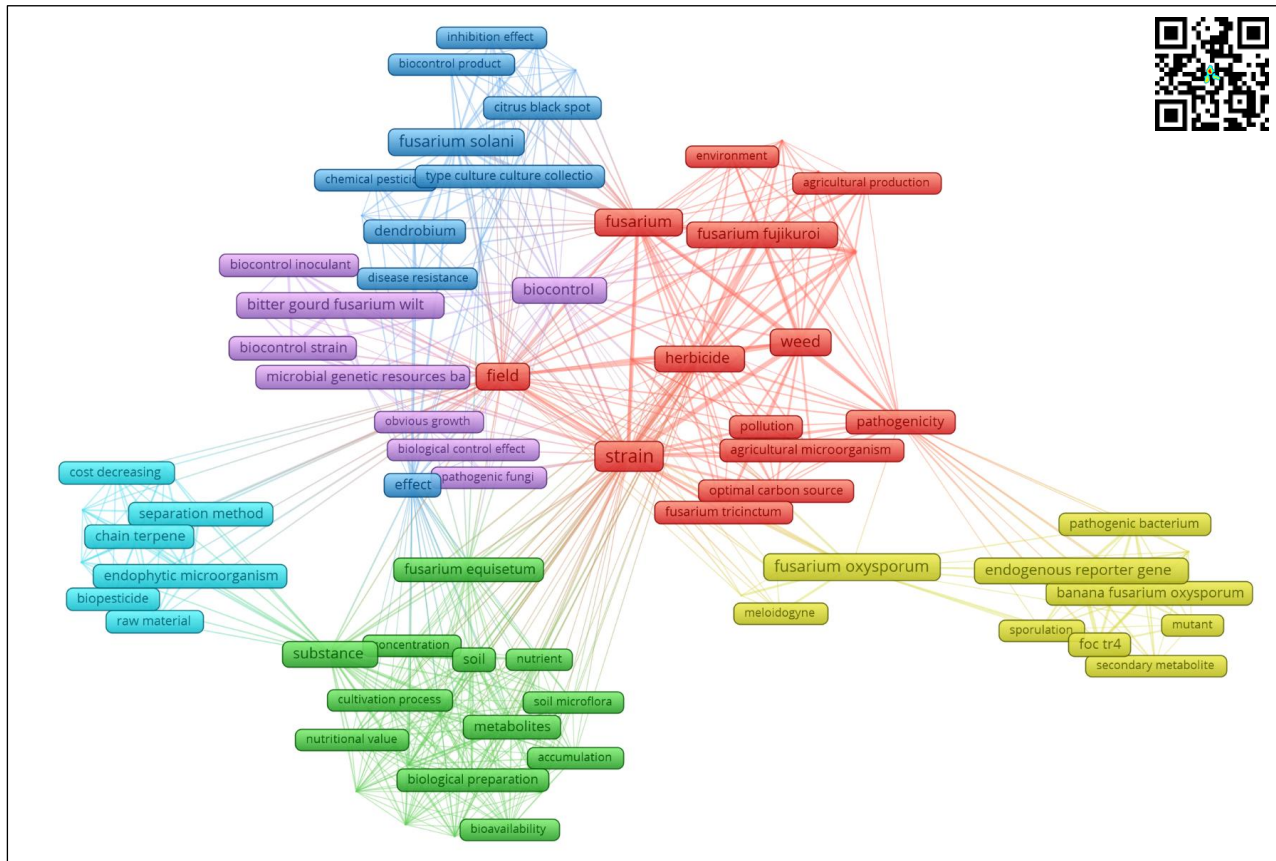 inhibition effect
biocontrol product
citrus black spot
fusarium solani
chemical pesticid
type culture culture collectio
environment
agricultural production
fusarium
fusarium fujikuroi
dendrobium
biocontrol inoculant
disease resistance
biocontrol
bitter gourd fusarium wilt
biocontrol strain
weed
herbicide
field
microbial genetic resources ba
obvious growth
pollution
pathogenicity
biological control effect
agricultural microorganism
strain
cost decreasing
pathogenic fungi
effect
optimal carbon source
separation method
fusarium tricinctum
chain terpene
pathogenic bacterium
fusarium equisetum
fusarium oxysporum
endogenous reporter gene
endophytic microorganism
biopesticide
banana fusarium oxysporum
raw material
meloidogyne
sporulation
mutant
foc tr4
concentration
substance
soil
nutrient
secondary metabolite
cultivation process
soil microflora
metabolites
nutritional value
accumulation
biological preparation
bioavailability